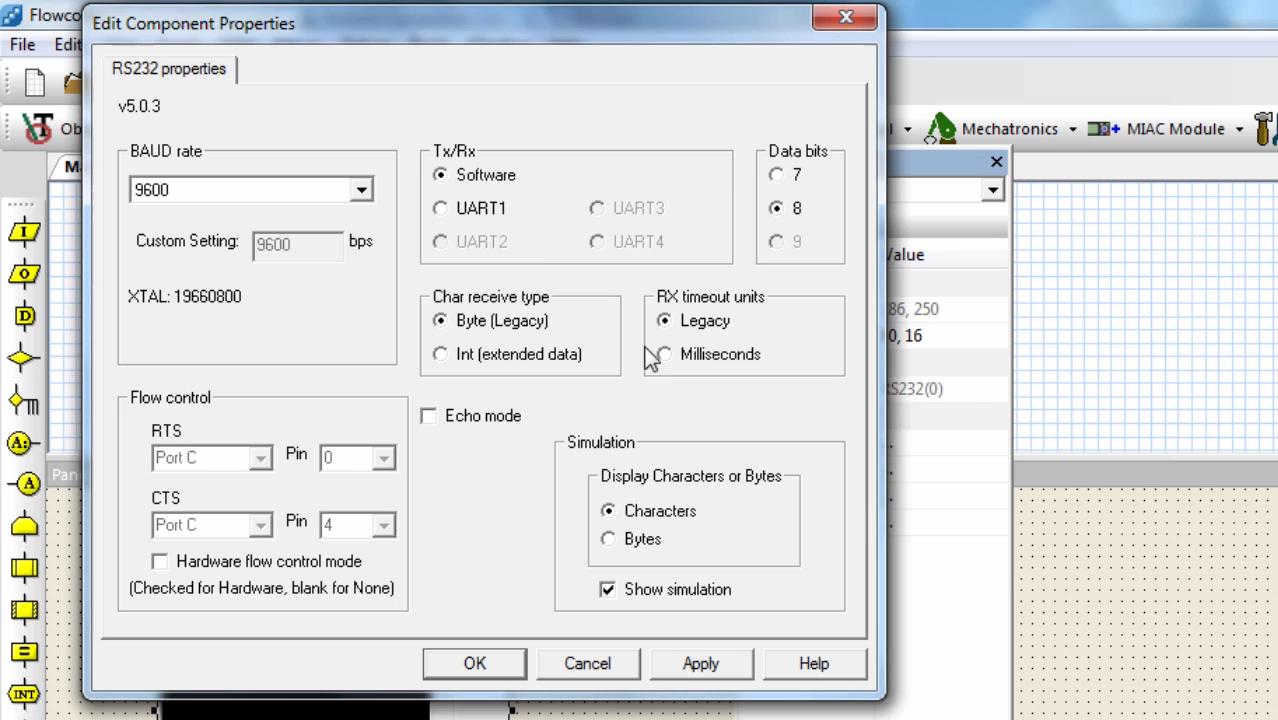 Flowco
Edit Component Properties
File Edit
RS232 properties
v5.0.3
Ob
Mechatronics
MIAC Module
BAUD rate
9600
Custom Setting: 9600 bps
XTAL: 19660800
Tx/Rx
Software
UART1 UART3
UART2 UART4
Data bits
7
8
9
Char receive type
Byte (Legacy)
Int (extended data)
RX timeout units
Legacy
Milliseconds
Flow control
RTS
Port C Pin 0
CTS
Port C Pin 4
Hardware flow control mode
(Checked for Hardware, blank for None)
Echo mode
Simulation
Display Characters or Bytes
Characters
Bytes
Show simulation
OK Cancel Apply Help
Value
86, 250
0, 16
RS232(0)
I
O
D
A:
A
INT
Pan